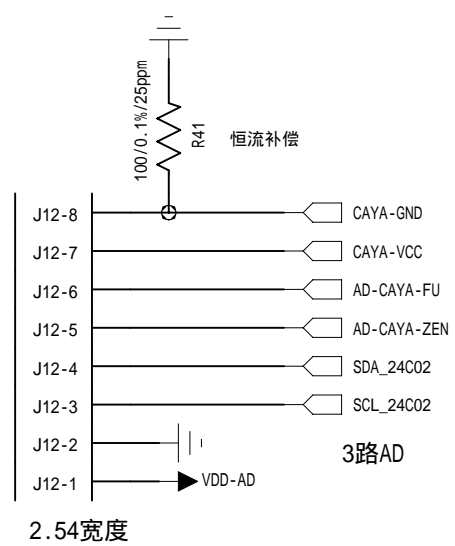 100/0.1%/25ppm
R41
恒流补偿
J12-8 CAYA-GND
J12-7 CAYA-VCC
J12-6 AD-CAYA-FU
J12-5 AD-CAYA-ZEN
J12-4 SDA_24C02
J12-3 SCL_24C02
J12-2
3路AD
J12-1 VDD-AD
2.54宽度